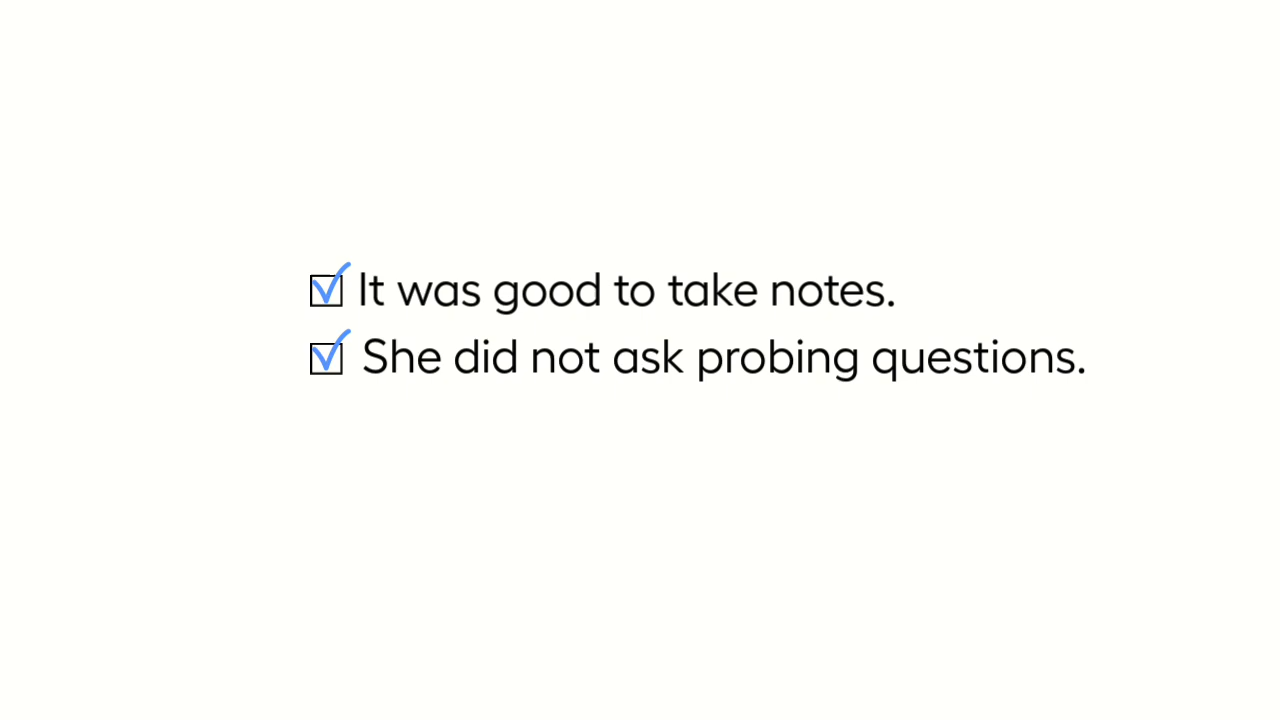 It was good to take notes.
She did not ask probing questions.